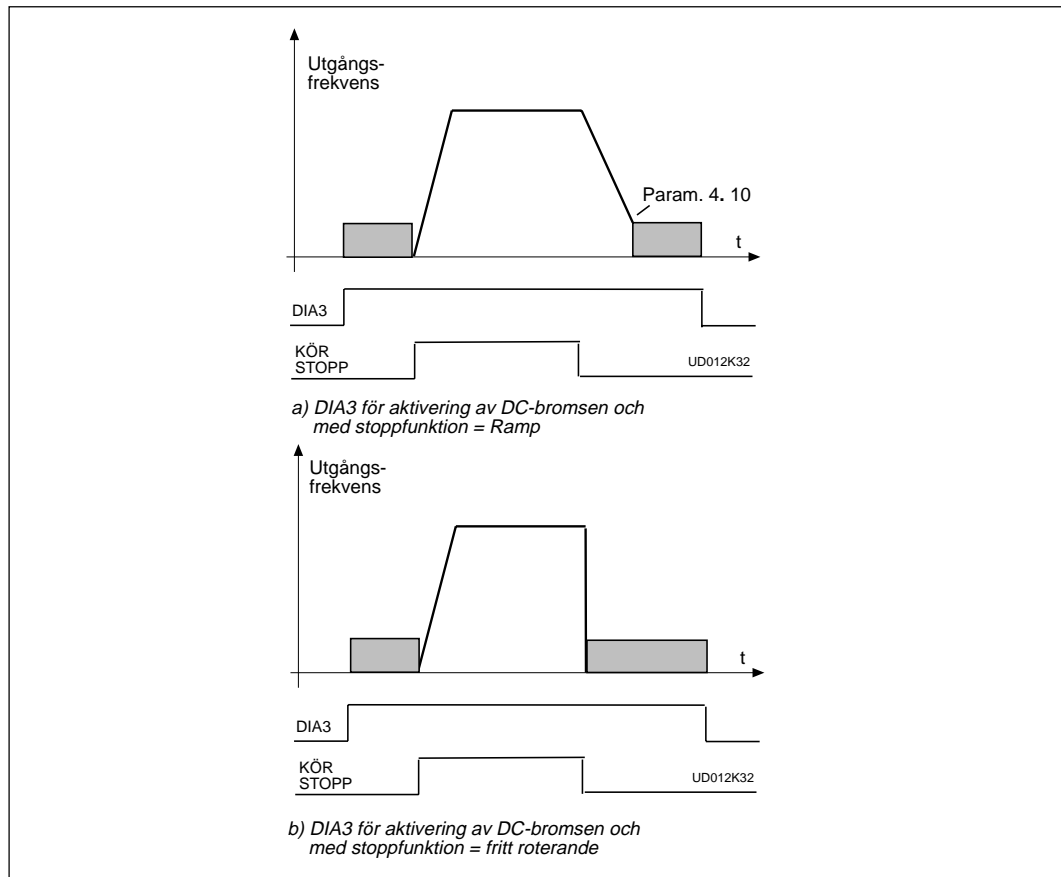 Utgångs-
frekvens
Param. 4. 10
t
DIA3
KÖR
STOPP
UD012K32
a) DIA3 för aktivering av DC-bromsen och
med stoppfunktion = Ramp
Utgångs-
frekvens
t
DIA3
KÖR
STOPP
UD012K32
b) DIA3 för aktivering av DC-bromsen och
med stoppfunktion = fritt roterande